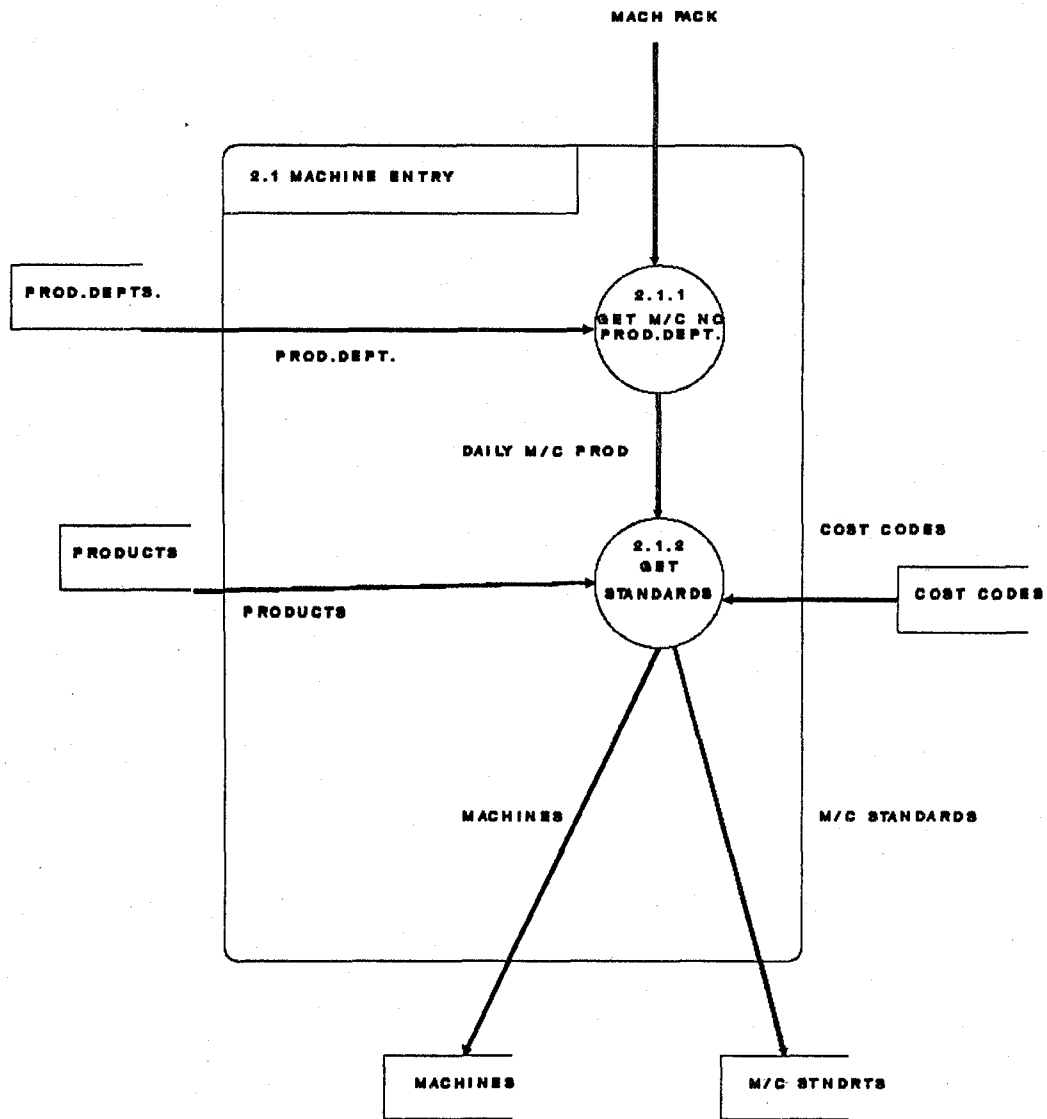 MACH PACK
2.1 MACHINE ENTRY
PROD.DEPTS.
2.1.1
GET M/C NO
PROD.DEPT.
PROD.DEPT.
DAILY M/C PROD
PRODUCTS
2.1.2
GET
STANDARDS
COST CODES
COST CODES
PRODUCTS
MACHINES
M/C STANDARDS
MACHINES
M/C STNDRTS